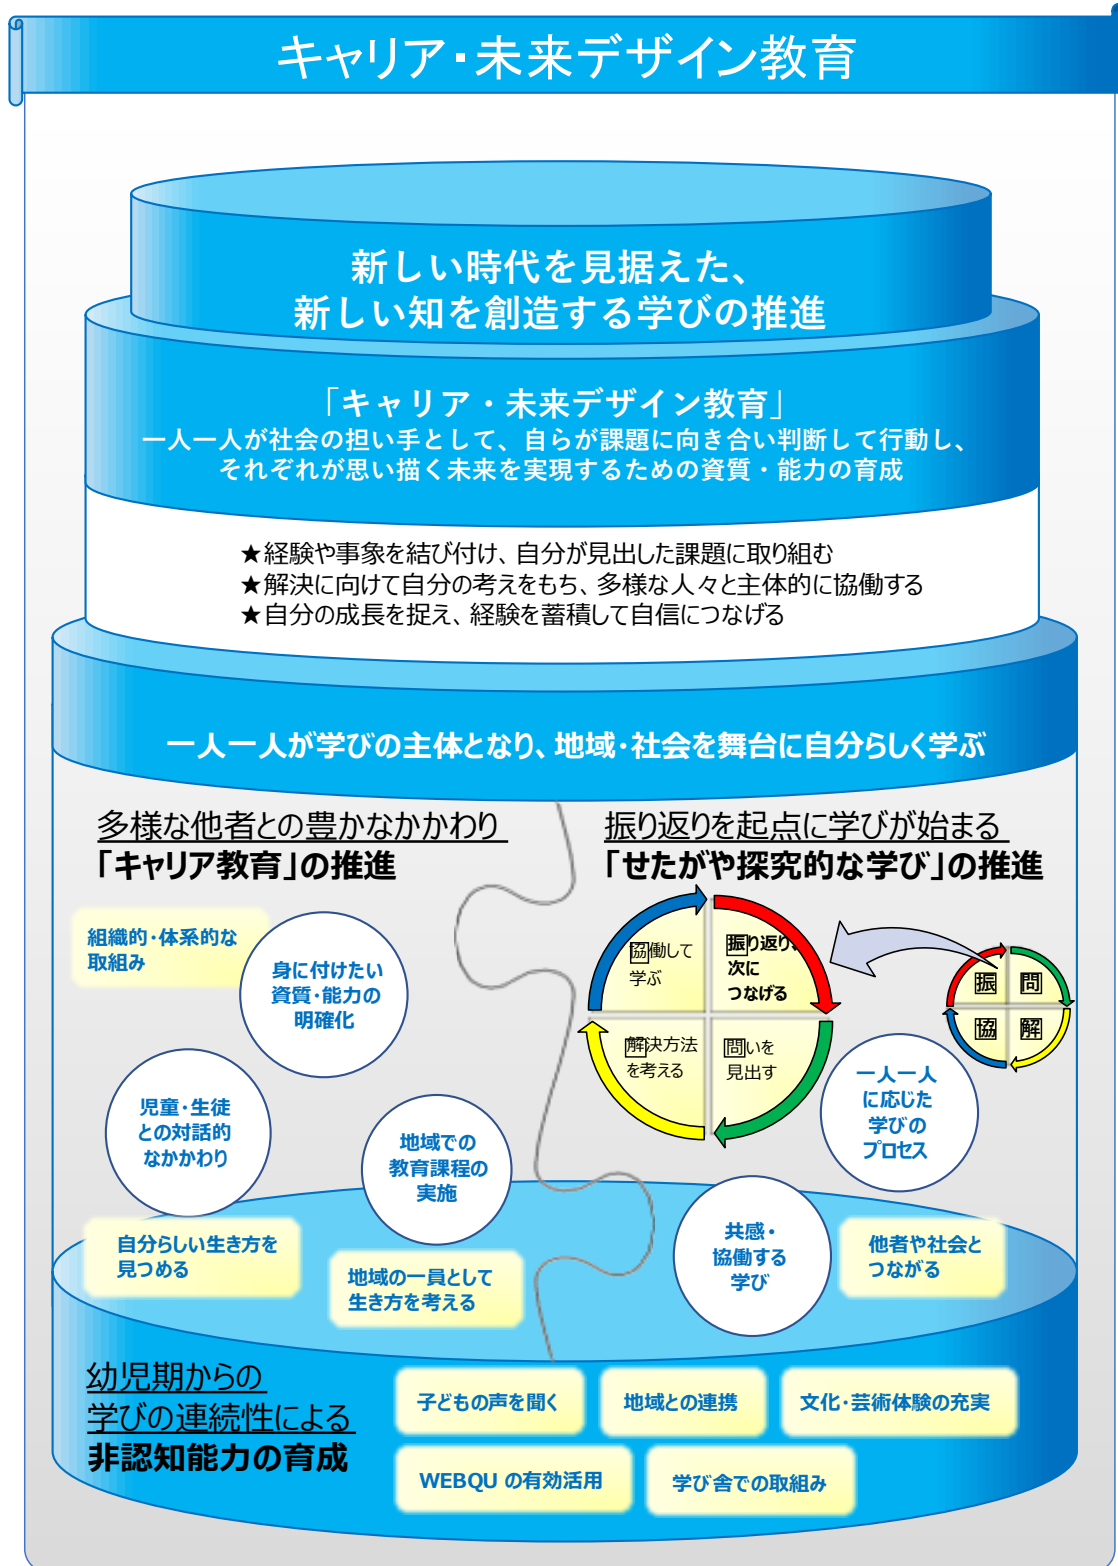 キャリア・未来デザイン教育
新しい時代を見据えた、
新しい知を創造する学びの推進
「キャリア・未来デザイン教育」
一人一人が社会の担い手として、自らが課題に向き合い判断して行動し、
それぞれが思い描く未来を実現するための資質・能力の育成
★経験や事象を結び付け、自分が見出した課題に取り組む
★解決に向けて自分の考えをもち、多様な人々と主体的に協働する
★自分の成長を捉え、経験を蓄積して自信につなげる
一人一人が学びの主体となり、地域・社会を舞台に自分らしく学ぶ
多様な他者との豊かなかかわり
「キャリア教育」の推進
組織的・体系的な
取組み
身に付けたい
資質・能力の
明確化
児童・生徒
との対話的
なかかわり
地域での
教育課程の
実施
自分らしい生き方を
見つめる
地域の一員として
生き方を考える
振り返りを起点に学びが始まる
「せたがや探究的な学び」の推進
協働して
学ぶ
振り返り、
次に
つなげる
解決方法
を考える
問いを
見出す
振
問
協
解
一人一人
に応じた
学びの
プロセス
共感・
協働する
学び
他者や社会と
つながる
幼児期からの
学びの連続性による
非認知能力の育成
子どもの声を聞く
地域との連携
文化・芸術体験の充実
WEBQU の有効活用
学び舎での取組み